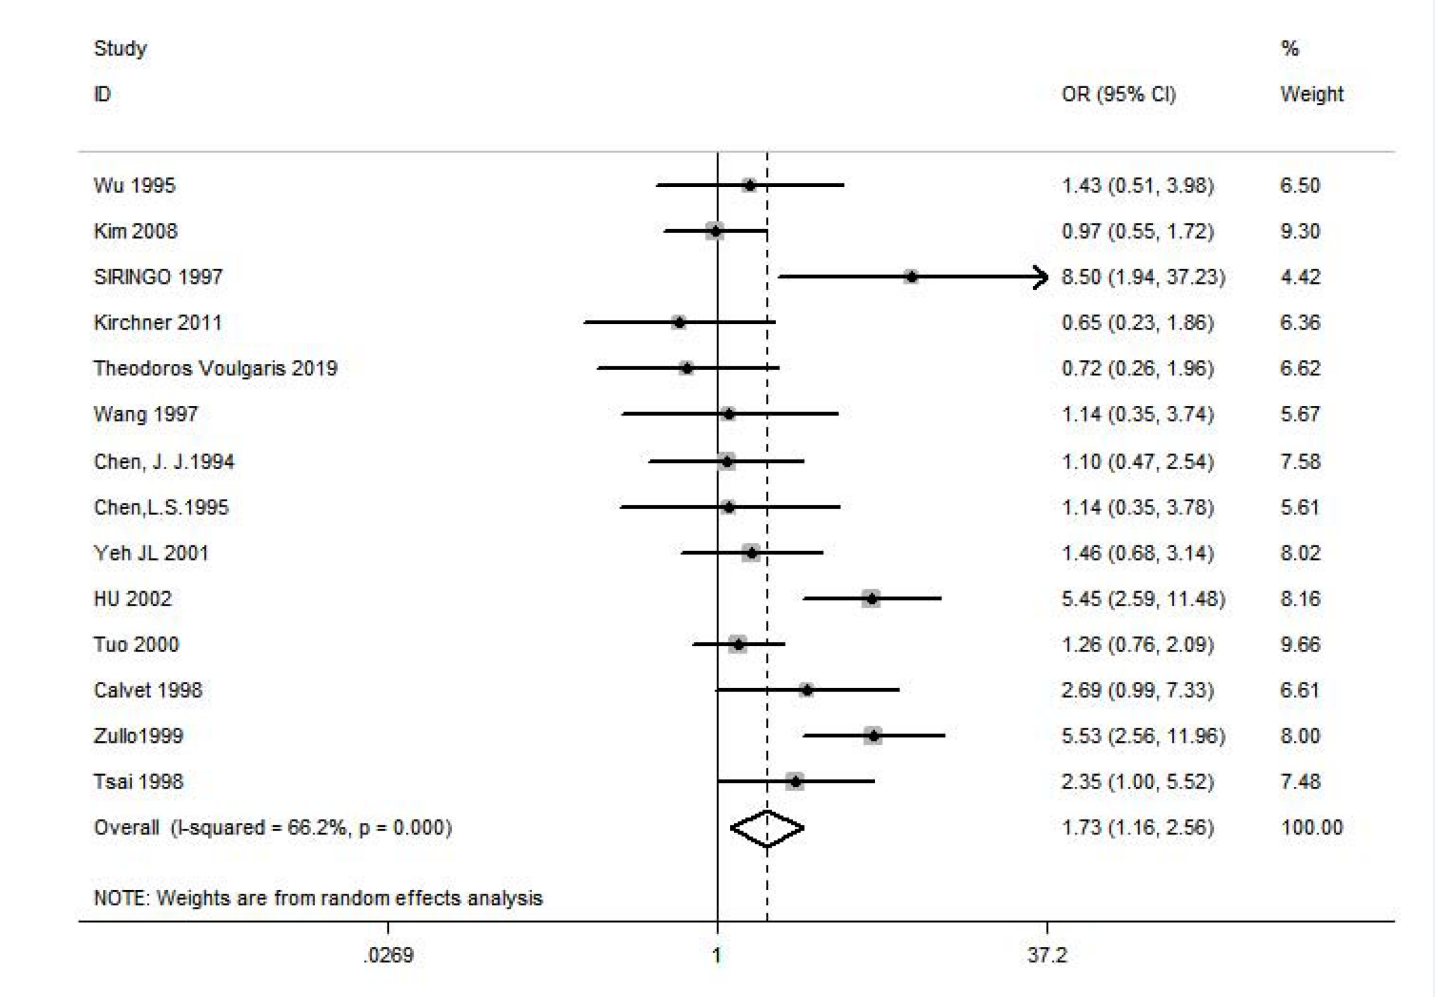 Study %
ID OR (95% CI) Weight
Wu 1995 1.43 (0.51, 3.98) 6.50
Kim 2008 0.97 (0.55, 1.72) 9.30
SIRINGO 1997 8.50 (1.94, 37.23) 4.42
Kirchner 2011 0.65 (0.23, 1.86) 6.36
Theodoros Voulgaris 2019 0.72 (0.26, 1.96) 6.62
Wang 1997 1.14 (0.35, 3.74) 5.67
Chen, J. J.1994 1.10 (0.47, 2.54) 7.58
Chen,L.S.1995 1.14 (0.35, 3.78) 5.61
Yeh JL 2001 1.46 (0.68, 3.14) 8.02
HU 2002 5.45 (2.59, 11.48) 8.16
Tuo 2000 1.26 (0.76, 2.09) 9.66
Calvet 1998 2.69 (0.99, 7.33) 6.61
Zullo1999 5.53 (2.56, 11.96) 8.00
Tsai 1998 2.35 (1.00, 5.52) 7.48
Overall (I-squared = 66.2%, p = 0.000) 1.73 (1.16, 2.56) 100.00
NOTE: Weights are from random effects analysis
.0269 1 37.2